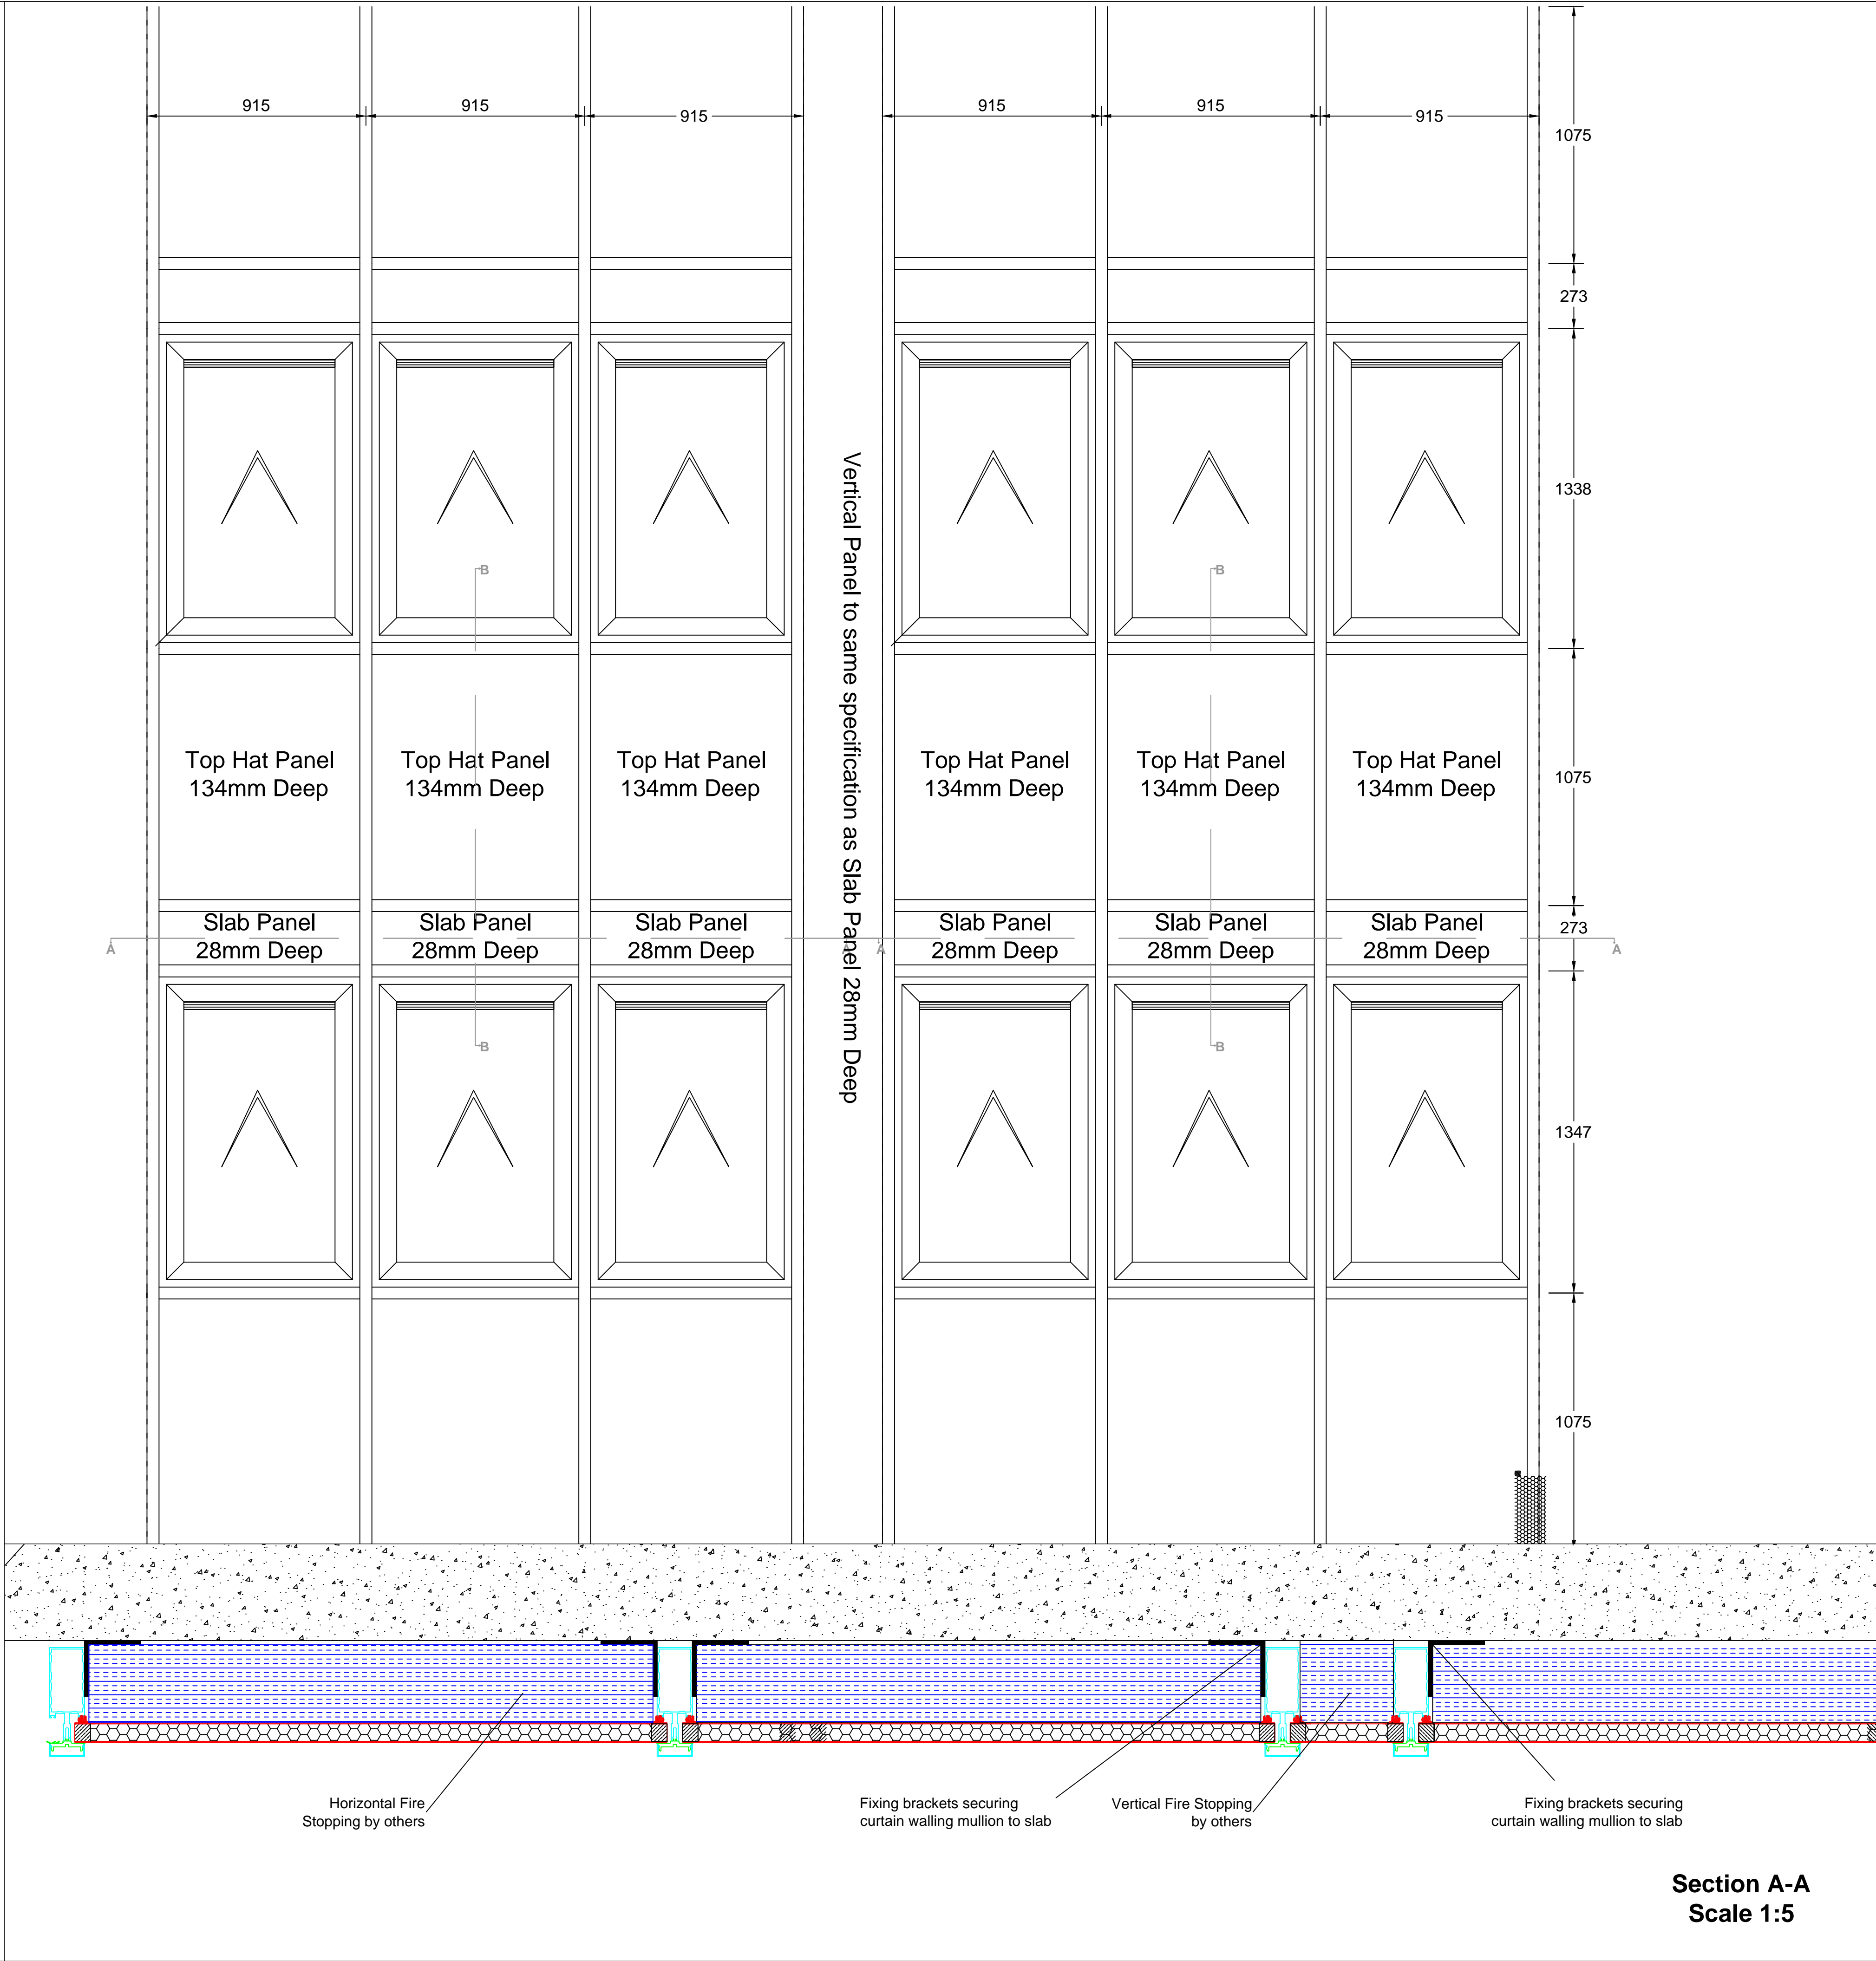 915
915
915
915
915
915
1075
273
1338
B
B
Vertical Panel to same specification as Slab Panel 28mm Deep
Top Hat Panel
134mm Deep
Top Hat Panel
134mm Deep
Top Hat Panel
134mm Deep
Top Hat Panel
134mm Deep
Top Hat Panel
134mm Deep
Top Hat Panel
134mm Deep
1075
Slab Panel
28mm Deep
Slab Panel
28mm Deep
Slab Panel
28mm Deep
Slab Panel
28mm Deep
Slab Panel
28mm Deep
Slab Panel
28mm Deep
273
A
A
A
A
B
B
1347
1075
Horizontal Fire
Stopping by others
Fixing brackets securing
curtain walling mullion to slab
Vertical Fire Stopping
by others
Fixing brackets securing
curtain walling mullion to slab
Section A-A
Scale 1:5